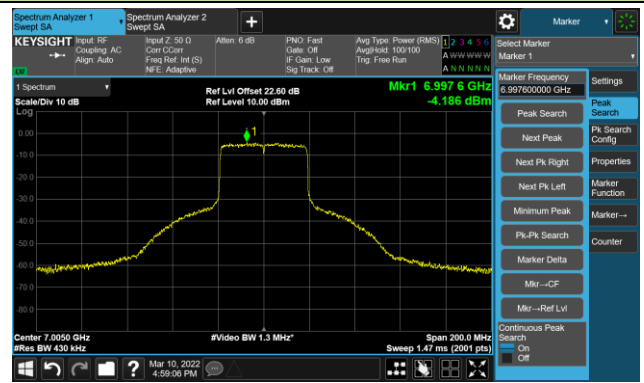 Spectrum Analyzer 1
Swept SA
Spectrum Analyzer 2
Swept SA
+
Marker
KEYSIGHT
Input: RF
Coupling: AC
Align: Auto
Input Z: 50 Ω
Corr CCorr
Freq Ref: Int (S)
NFE: Adaptive
Atten: 6 dB
PNO: Fast
Gate: Off
IF Gain: Low
Sig Track: Off
Avg Type: Power (RMS)
Avg|Hold: 100/100
Trig: Free Run
1 2 3 4 5 6
A W W W W W
A N N N N N
LV
Select Marker
Marker 1
1 Spectrum
Scale/Div 10 dB
Log
Ref Lvl Offset 22.60 dB
Ref Level 10.00 dBm
Mkr1 6.997 6 GHz
-4.186 dBm
0.00
-10.0
-20.0
-30.0
-40.0
-50.0
-60.0
-70.0
-80.0
1
Center 7.0050 GHz
#Res BW 430 kHz
#Video BW 1.3 MHz*
Span 200.0 MHz
Sweep 1.47 ms (2001 pts)
Marker Frequency
6.997600000 GHz
Peak Search
Next Peak
Next Pk Right
Next Pk Left
Minimum Peak
Pk-Pk Search
Marker Delta
Mkr→CF
Mkr→Ref Lvl
Continuous Peak
Search
On
Off
Settings
Peak
Search
Pk Search
Config
Properties
Marker
Function
Marker→
Counter
?
Mar 10, 2022
4:59:06 PM